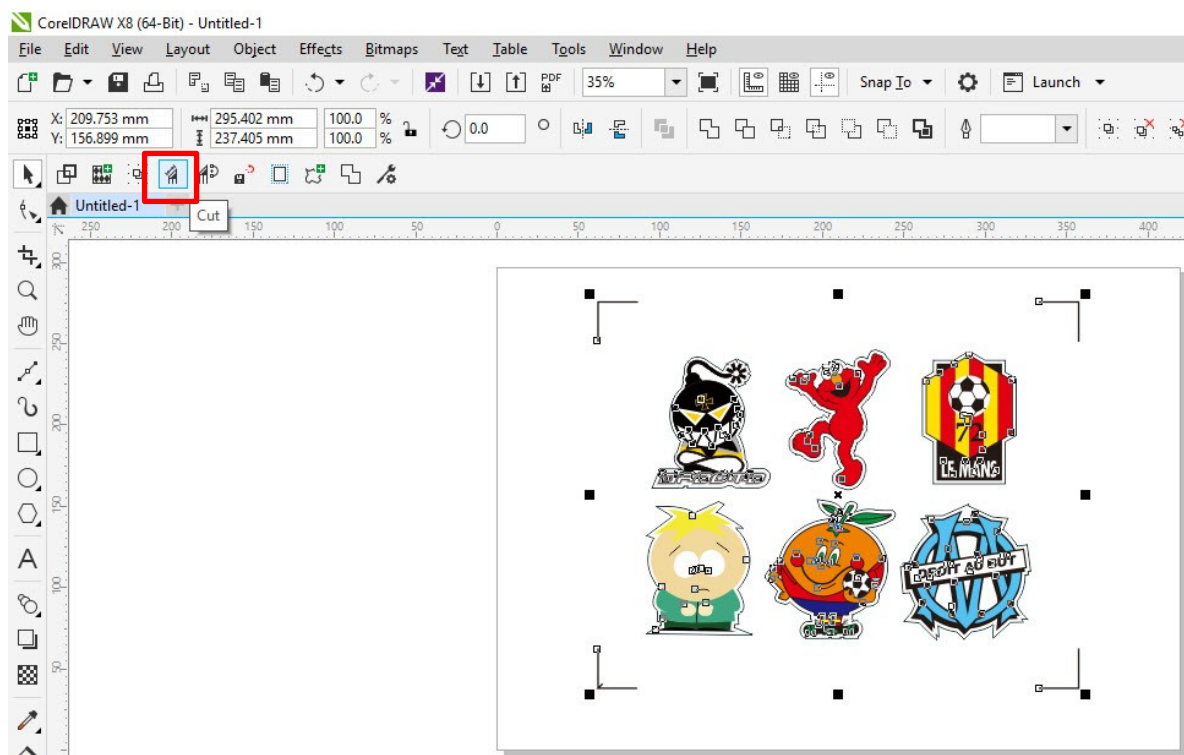 CorelDRAW X8 (64-Bit) - Untitled-1
File Edit View Layout Object Effects Bitmaps Text Table Tools Window Help
PDF 35% Snap To Launch
X: 209.753 mm 295.402 mm 100.0 % 0.0
Y: 156.899 mm 237.405 mm 100.0 %
Untitled-1
Cut
250 200 150 100 50 0 50 100 150 200 250 300 350 400
300
250
200
150
100
50
72
LE MANS
DROIT AU BUT